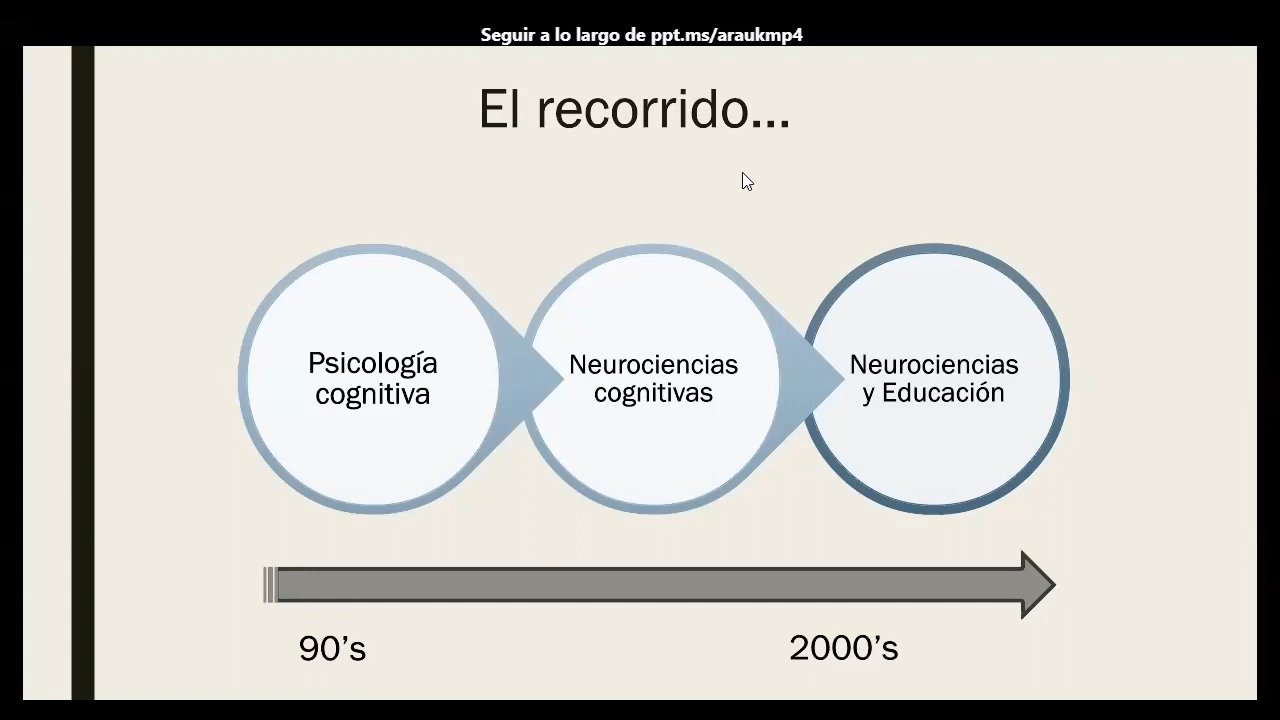 Seguir a lo largo de ppt.ms/araukmp4
El recorrido...
Psicología
cognitiva
Neurociencias
cognitivas
Neurociencias
y Educación
90’s
2000’s